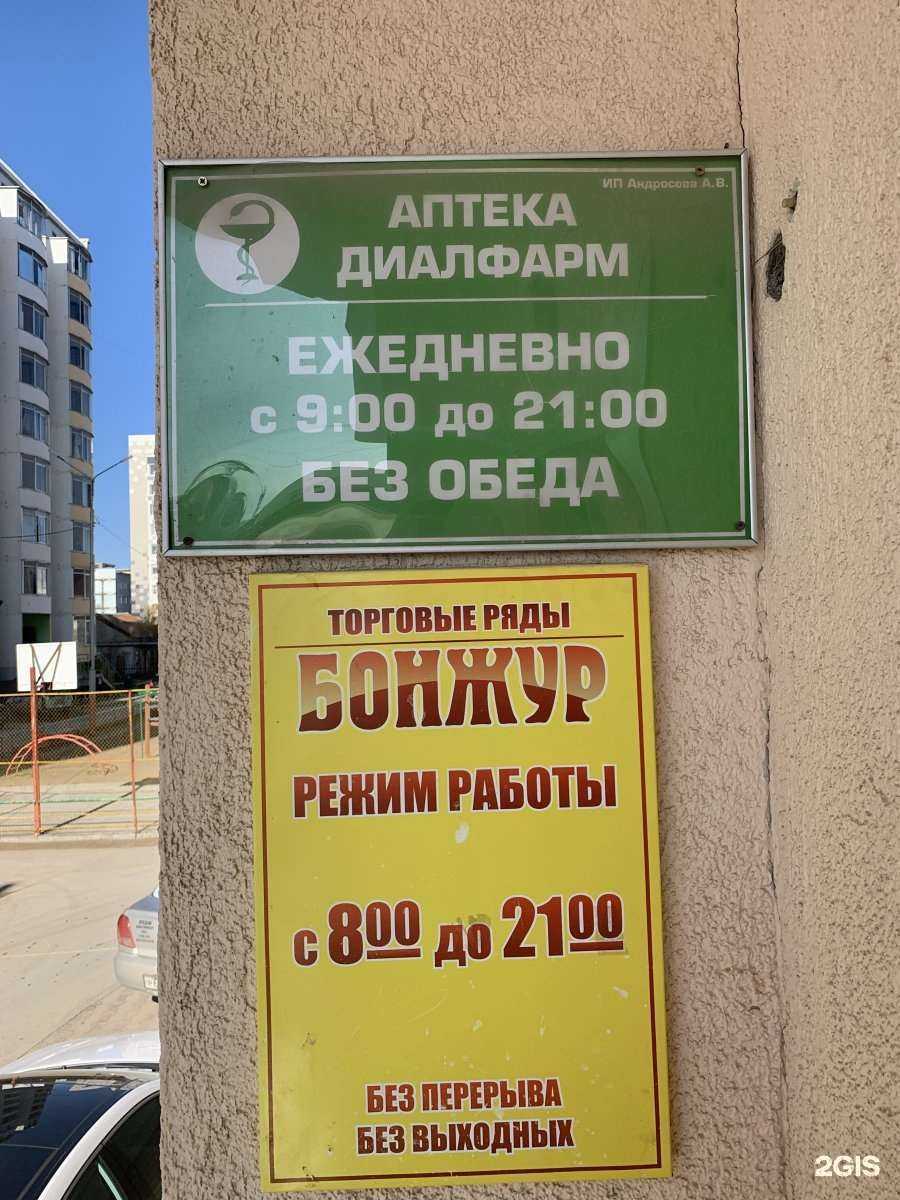 ИП Андросова А.В.
АПТЕКА
ДИАЛФАРМ
ЕЖЕДНЕВНО
с 9:00 до 21:00
БЕЗ ОБЕДА
ТОРГОВЫЕ РЯДЫ
БОНЖУР
РЕЖИМ РАБОТЫ
с 800 до 2100
БЕЗ ПЕРЕРЫВА
БЕЗ ВЫХОДНЫХ
2GIS